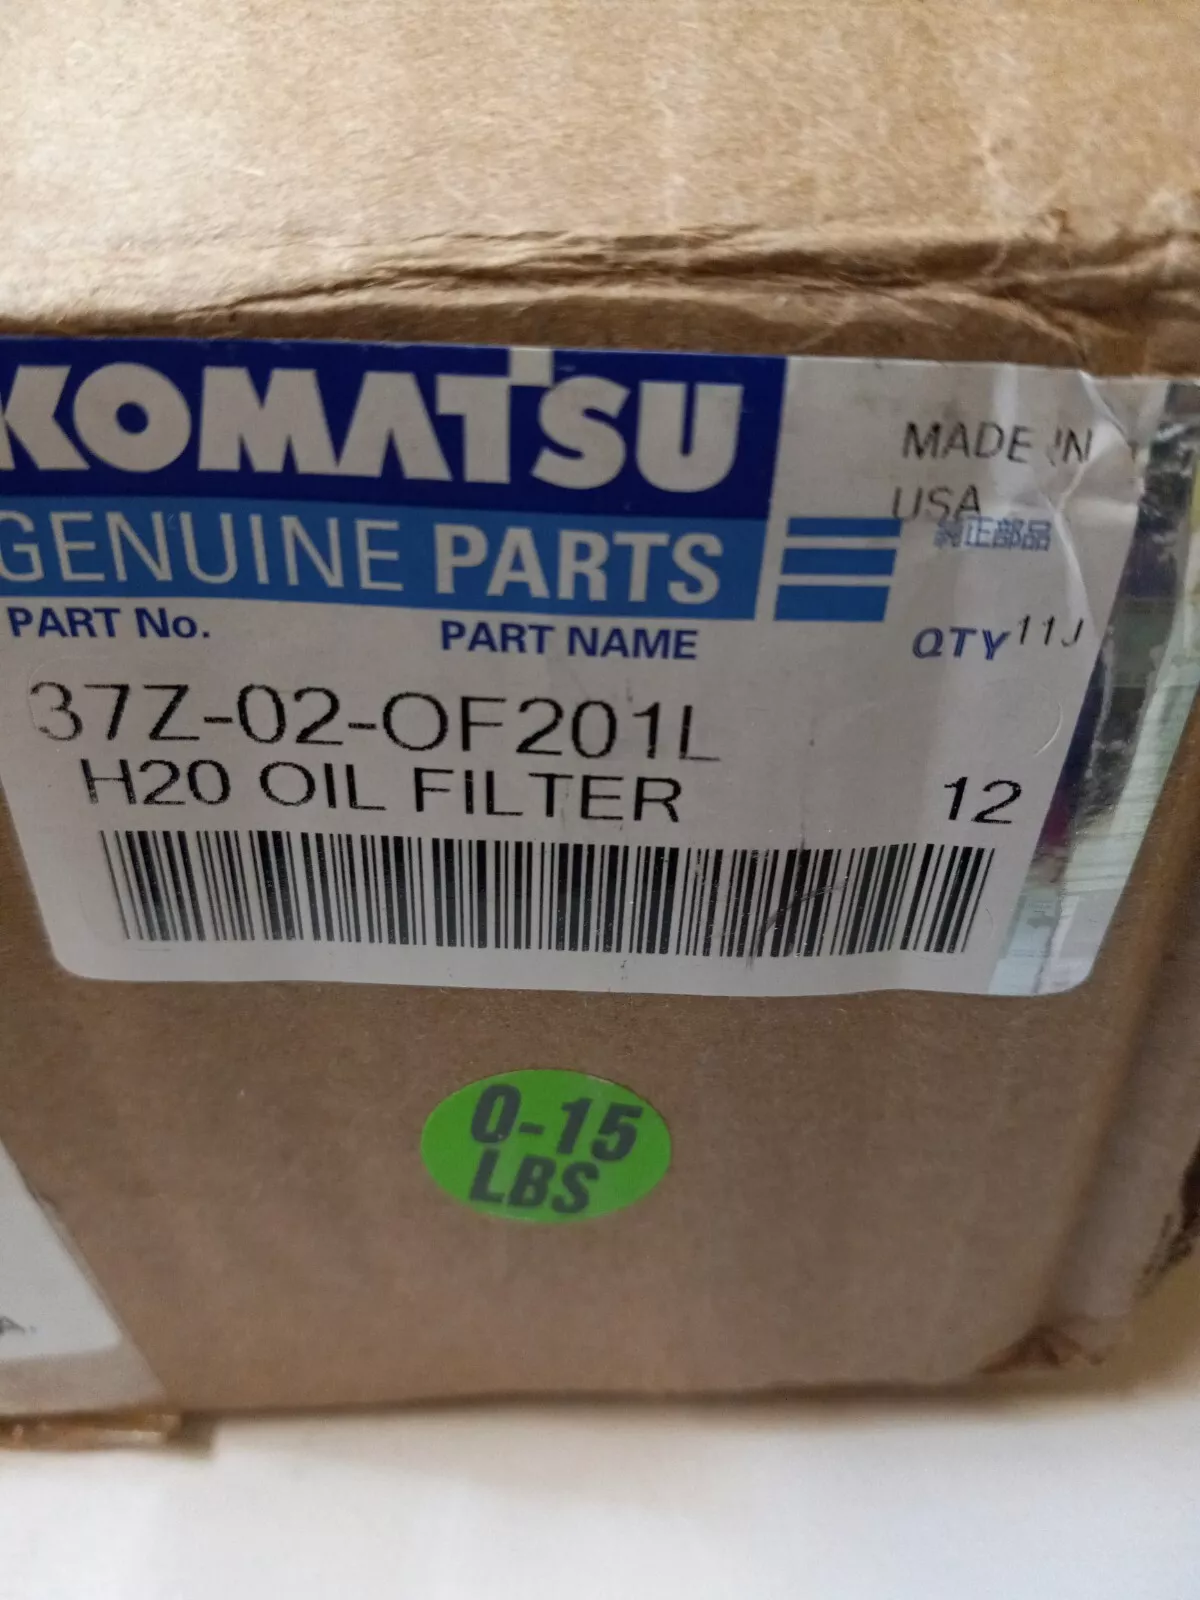 KOMATSU
MADE IN
USA
GENUINE PARTS
純正部品
PART No.
PART NAME
QTY 11J
37Z-02-OF201L
H20 OIL FILTER
12
0-15
LBS
A.